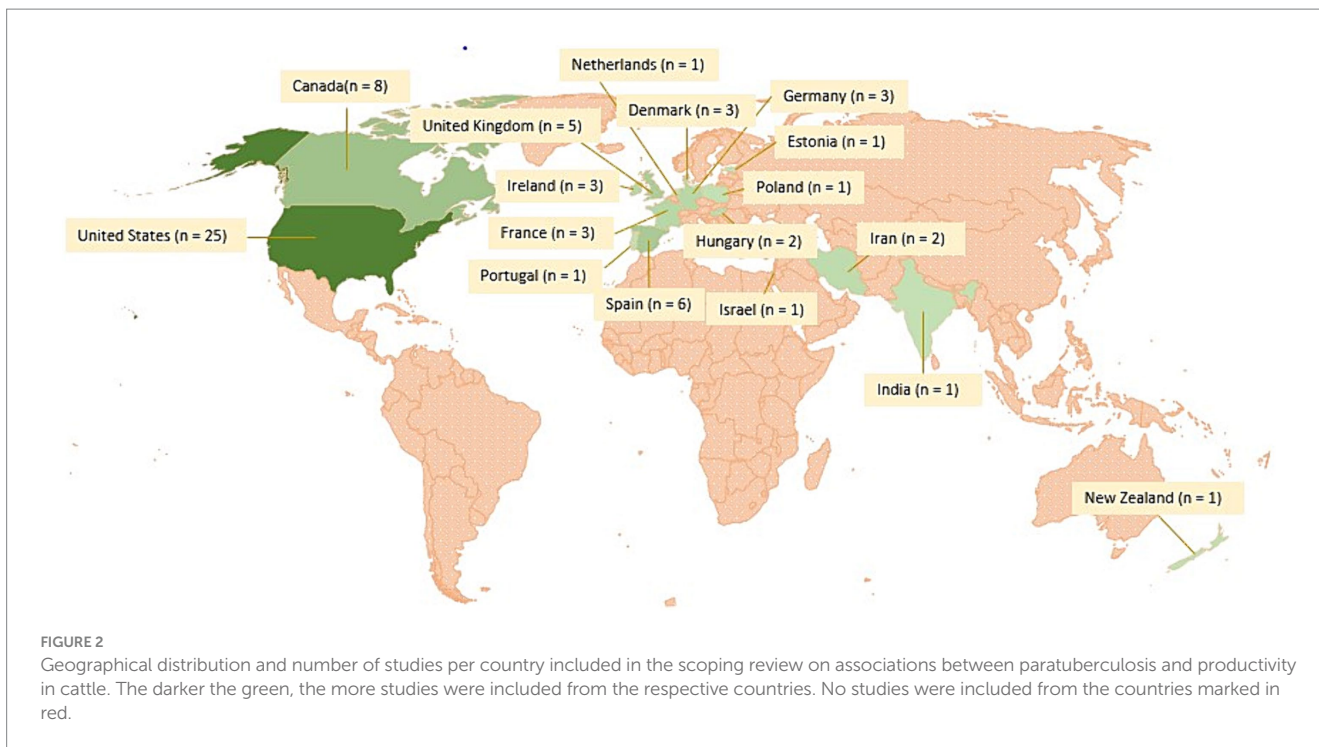 Netherlands (n = 1)
Canada(n = 8)
Germany (n = 3)
Denmark (n = 3)
United Kingdom (n = 5)
Estonia (n = 1)
Ireland (n = 3)
Poland (n = 1)
United States (n = 25)
France (n = 3)
Hungary (n = 2)
Iran (n = 2)
Portugal (n = 1)
Spain (n = 6)
Israel (n = 1)
India (n = 1)
New Zealand (n = 1)
FIGURE 2
Geographical distribution and number of studies per country included in the scoping review on associations between paratuberculosis and productivity
in cattle. The darker the green, the more studies were included from the respective countries. No studies were included from the countries marked in
red.